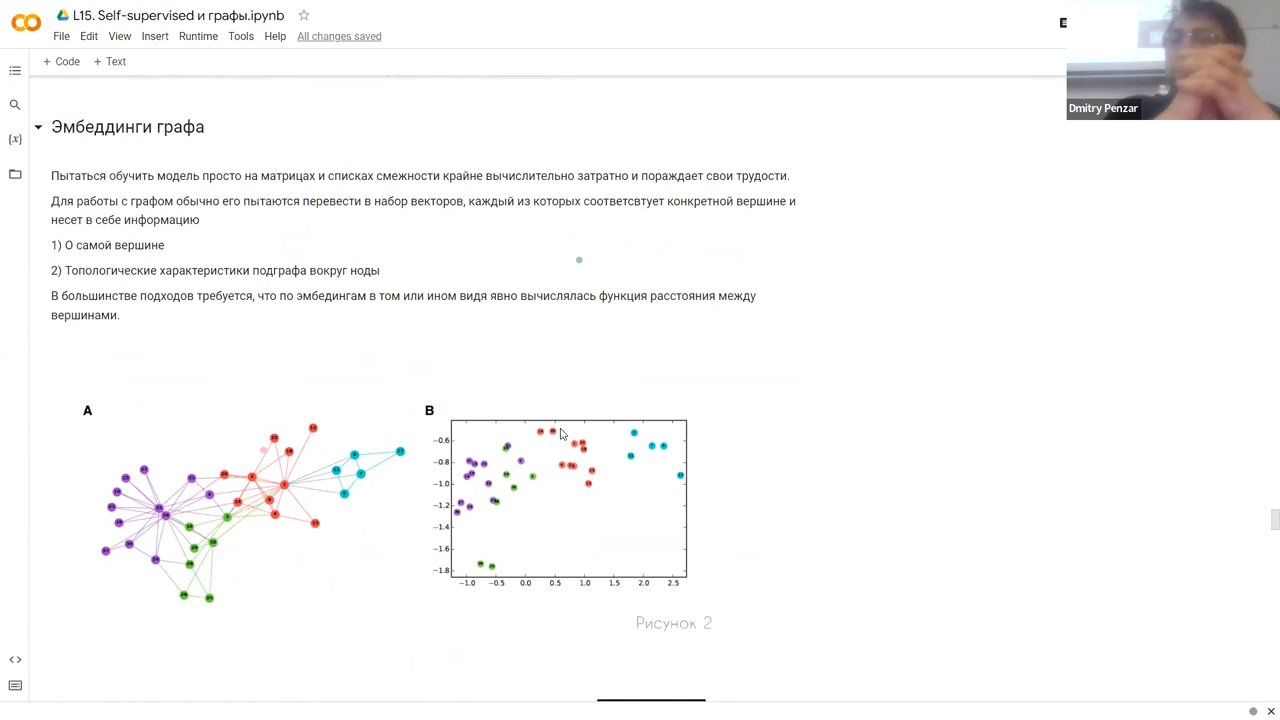 L15. Self-supervised и графы.ipynb
File Edit View Insert Runtime Tools Help All changes saved
+ Code + Text
Dmitry Penzar
Эмбеддинги графа
Пытаться обучить модель просто на матрицах и списках смежности крайне вычислительно затратно и пораждает свои трудости.
Для работы с графом обычно его пытаются перевести в набор векторов, каждый из которых соответсвтует конкретной вершине и
несет в себе информацию
1) О самой вершине
2) Топологические характеристики подграфа вокруг ноды
В большинстве подходов требуется, что по эмбедингам в том или ином видя явно вычислялась функция расстояния между
вершинами.
A
B
−0.6
−0.8
−1.0
−1.2
−1.4
−1.6
−1.8
−1.0 −0.5 0.0 0.5 1.0 1.5 2.0 2.5
Рисунок 2